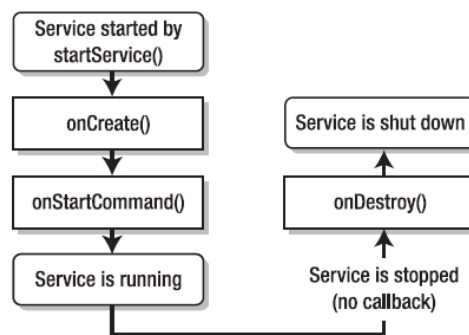 Service started by
startService()
onCreate()
onStartCommand()
Service is running
Service is stopped
(no callback)
onDestroy()
Service is shut down